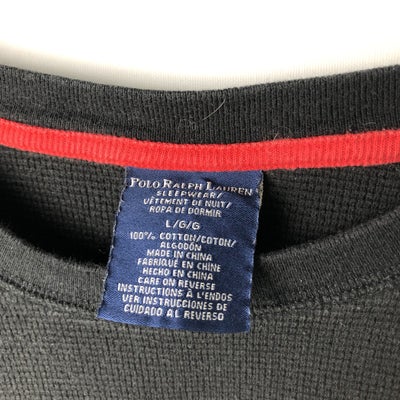 POLO RALPH LAUREN
SLEEPWEAR/
VÊTEMENT DE NUIT/
ROPA DE DORMIR
L/G/G
100% COTTON/COTON/
ALGODÓN
MADE IN CHINA
FABRIQUÉ EN CHINE
HECHO EN CHINA
CARE ON REVERSE
INSTRUCTIONS À L'ENDOS
VER INSTRUCCIONES DE
CUIDADO AL REVERSO